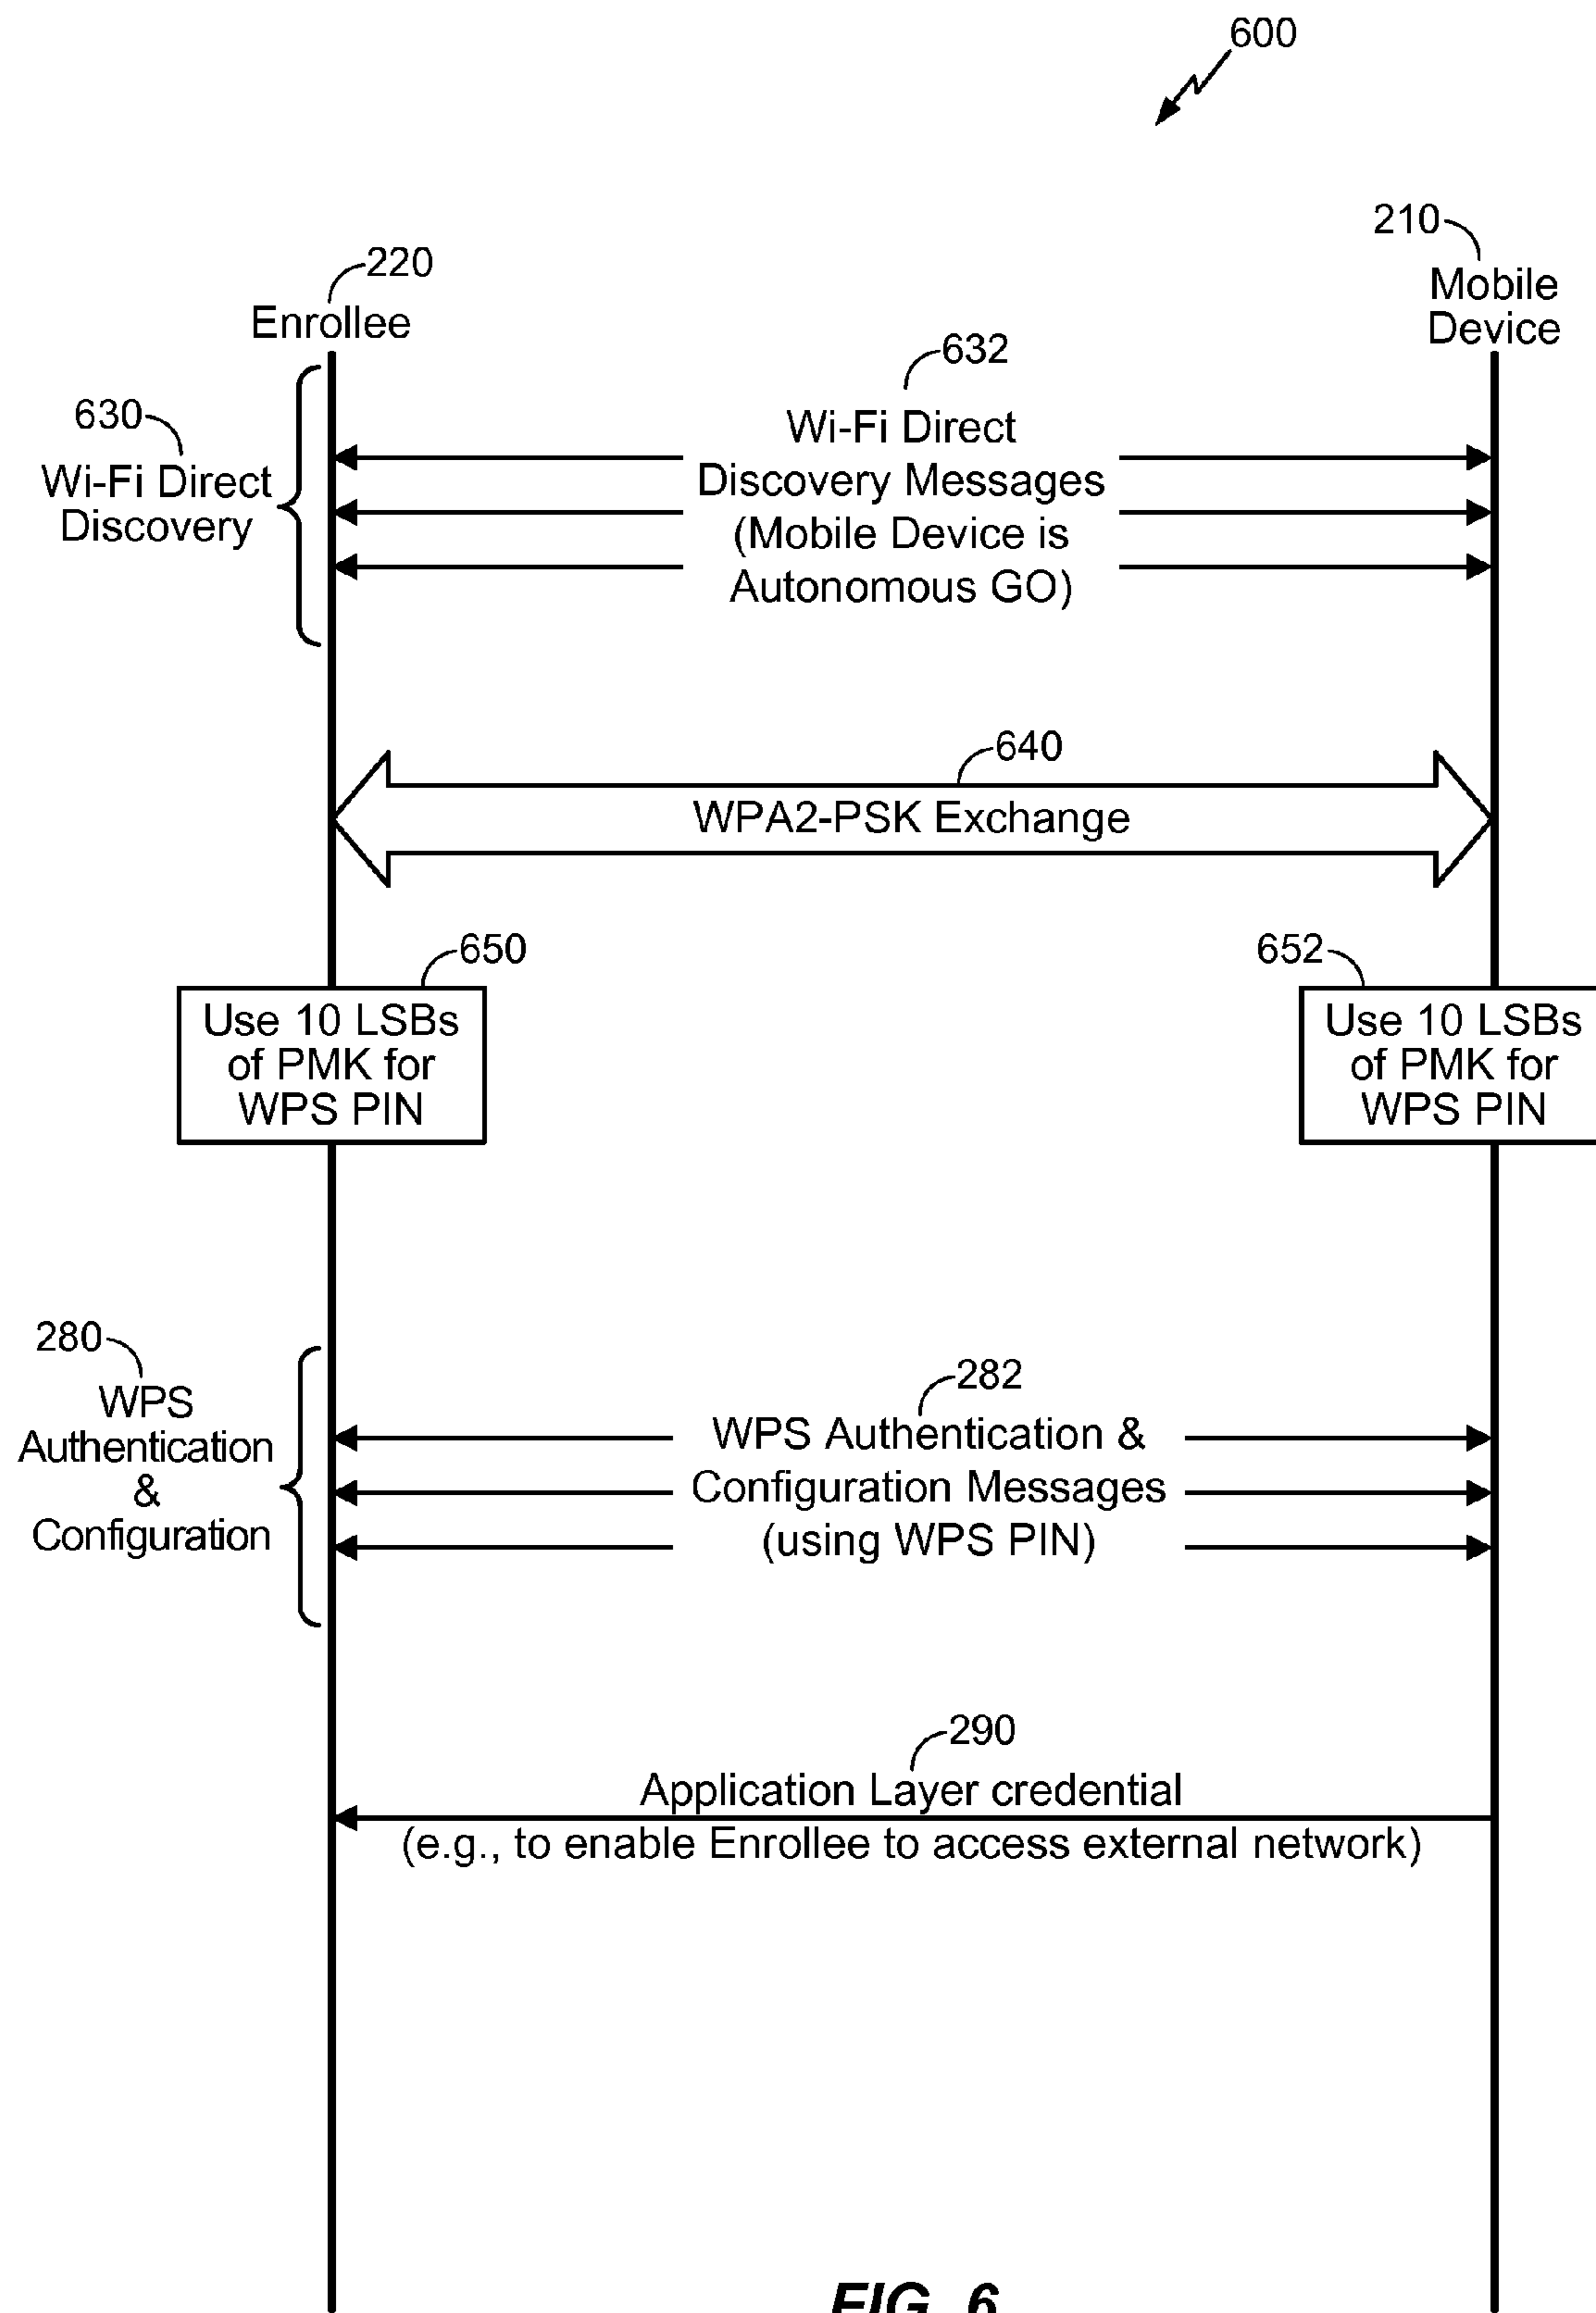 600
210
Mobile
Device
220
Enrollee
632
630
Wi-Fi Direct
Discovery
Wi-Fi Direct
Discovery Messages
(Mobile Device is
Autonomous GO)
640
WPA2-PSK Exchange
650
Use 10 LSBs
of PMK for
WPS PIN
652
Use 10 LSBs
of PMK for
WPS PIN
280
WPS
Authentication
&
Configuration
282
WPS Authentication &
Configuration Messages
(using WPS PIN)
290
Application Layer credential
(e.g., to enable Enrollee to access external network)
FIG. 6